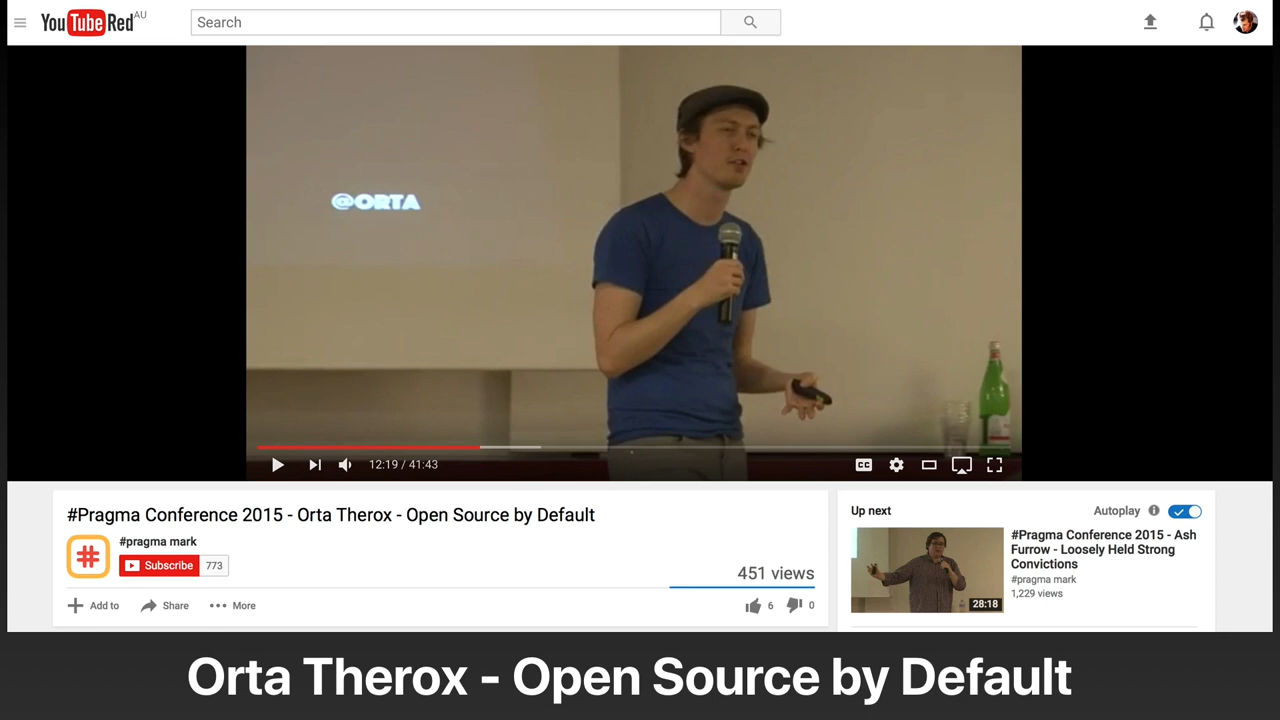 YouTube Red AU
Search
@ORTA
12:19 / 41:43
CC
#Pragma Conference 2015 - Orta Therox - Open Source by Default
#pragma mark
Subscribe 773
451 views
Add to Share More
6 0
Up next
Autoplay
#Pragma Conference 2015 - Ash
Furrow - Loosely Held Strong
Convictions
#pragma mark
1,229 views
28:18
Orta Therox - Open Source by Default